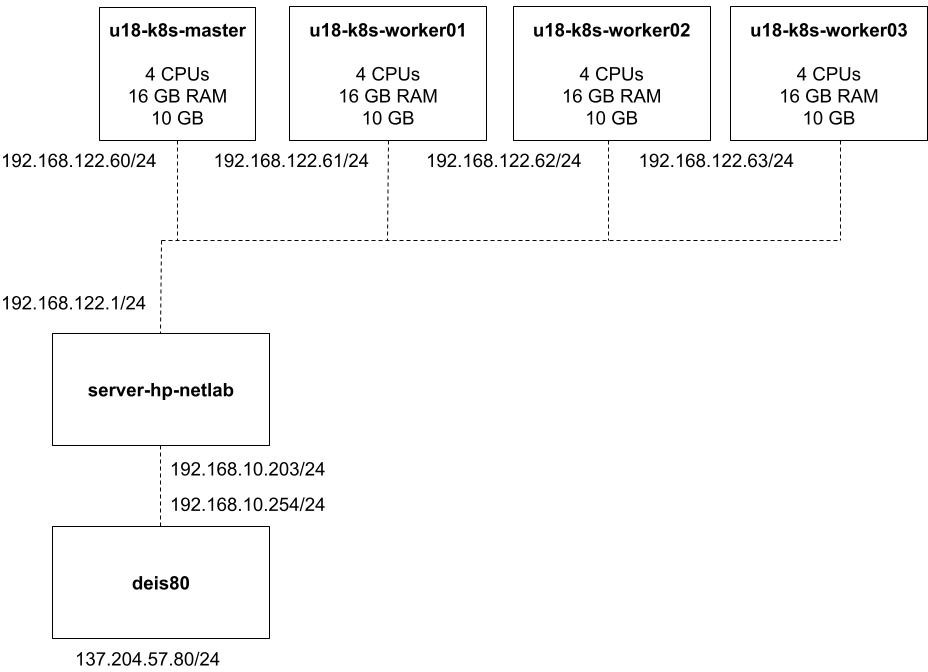 u18-k8s-master
4 CPUs
16 GB RAM
10 GB
u18-k8s-worker01
4 CPUs
16 GB RAM
10 GB
u18-k8s-worker02
4 CPUs
16 GB RAM
10 GB
u18-k8s-worker03
4 CPUs
16 GB RAM
10 GB
192.168.122.60/24
192.168.122.61/24
192.168.122.62/24
192.168.122.63/24
192.168.122.1/24
server-hp-netlab
192.168.10.203/24
192.168.10.254/24
deis80
137.204.57.80/24